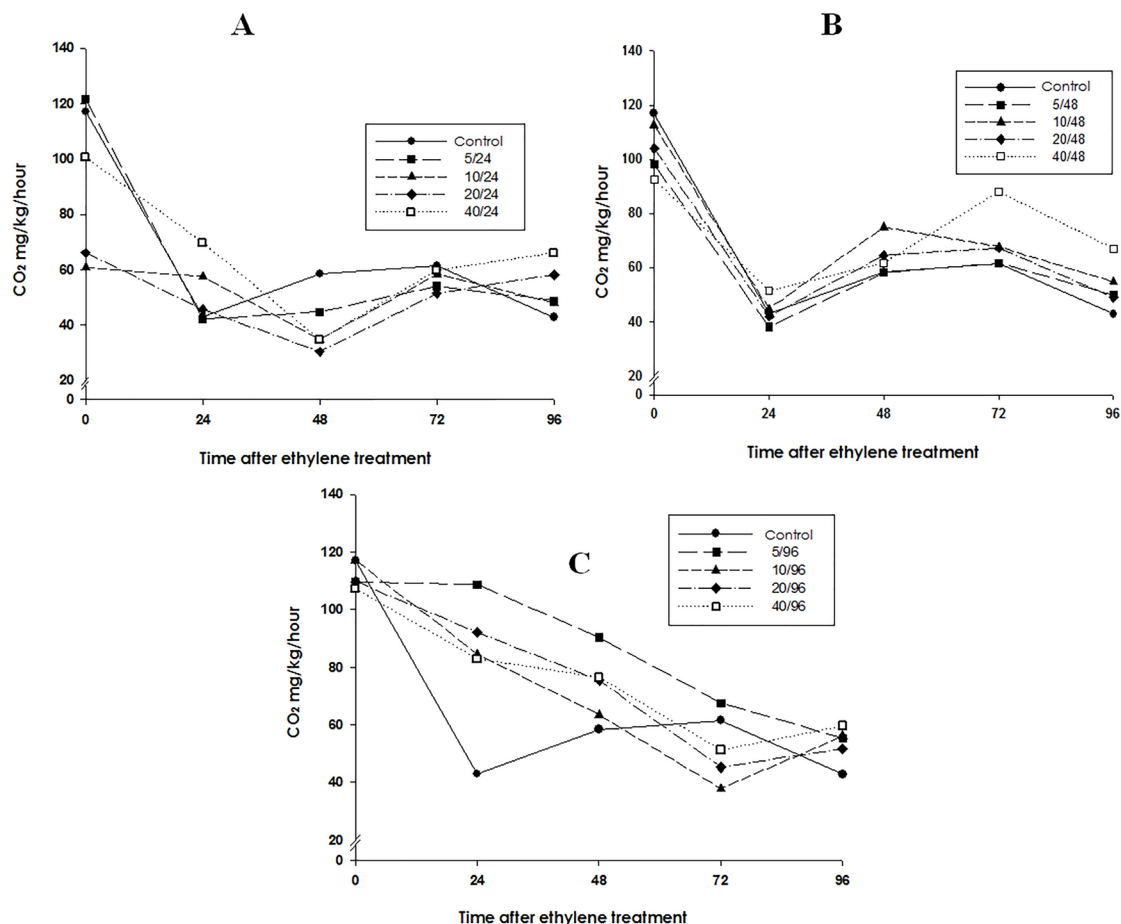 A
CO₂ mg/kg/hour
140
120
100
80
60
40
20
0
0 24 48 72 96
Time after ethylene treatment
Control
5/24
10/24
20/24
40/24
B
CO₂ mg/kg/hour
140
120
100
80
60
40
20
0
0 24 48 72 96
Time after ethylene treatment
Control
5/48
10/48
20/48
40/48
C
CO₂ mg/kg/hour
140
120
100
80
60
40
20
0
0 24 48 72 96
Time after ethylene treatment
Control
5/96
10/96
20/96
40/96